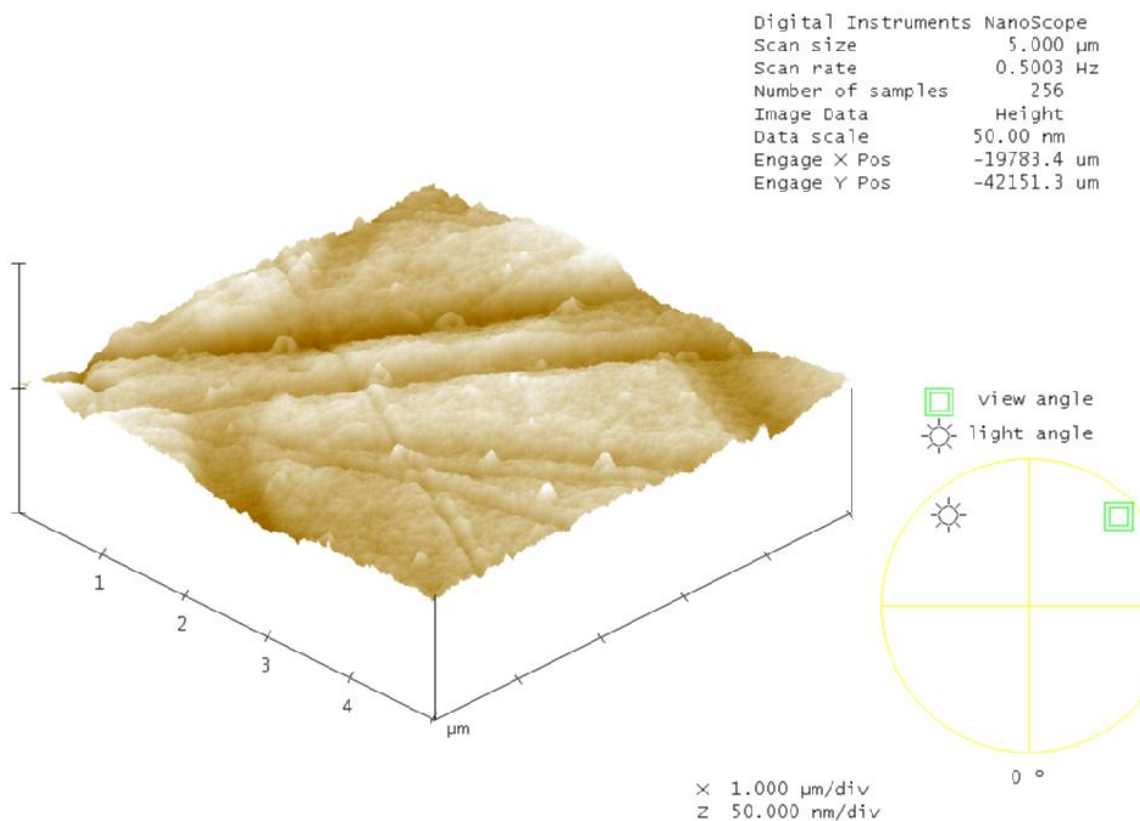 Digital Instruments NanoScope
Scan size 5.000 µm
Scan rate 0.5003 Hz
Number of samples 256
Image Data Height
Data scale 50.00 nm
Engage X Pos -19783.4 um
Engage Y Pos -42151.3 um
view angle
light angle
1
2
3
4
µm
0 °
X 1.000 µm/div
Z 50.000 nm/div